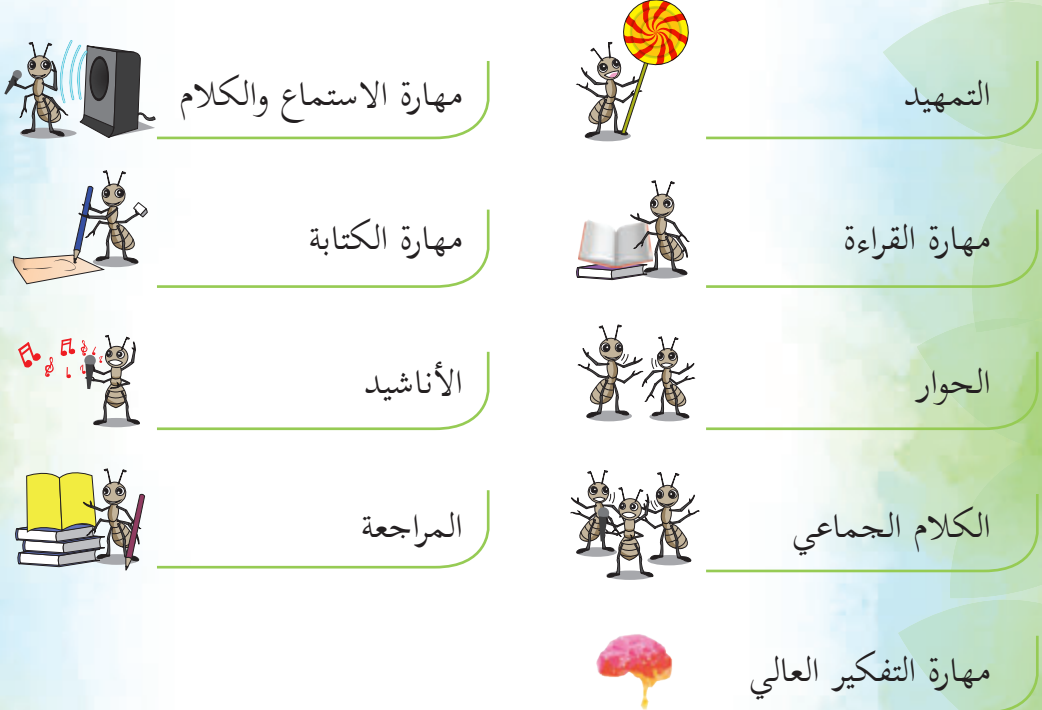 التمهيد
مهارة القراءة
الحوار
الكلام الجماعي
مهارة التفكير العالي
مهارة الاستماع والكلام
مهارة الكتابة
الأناشيد
المراجعة